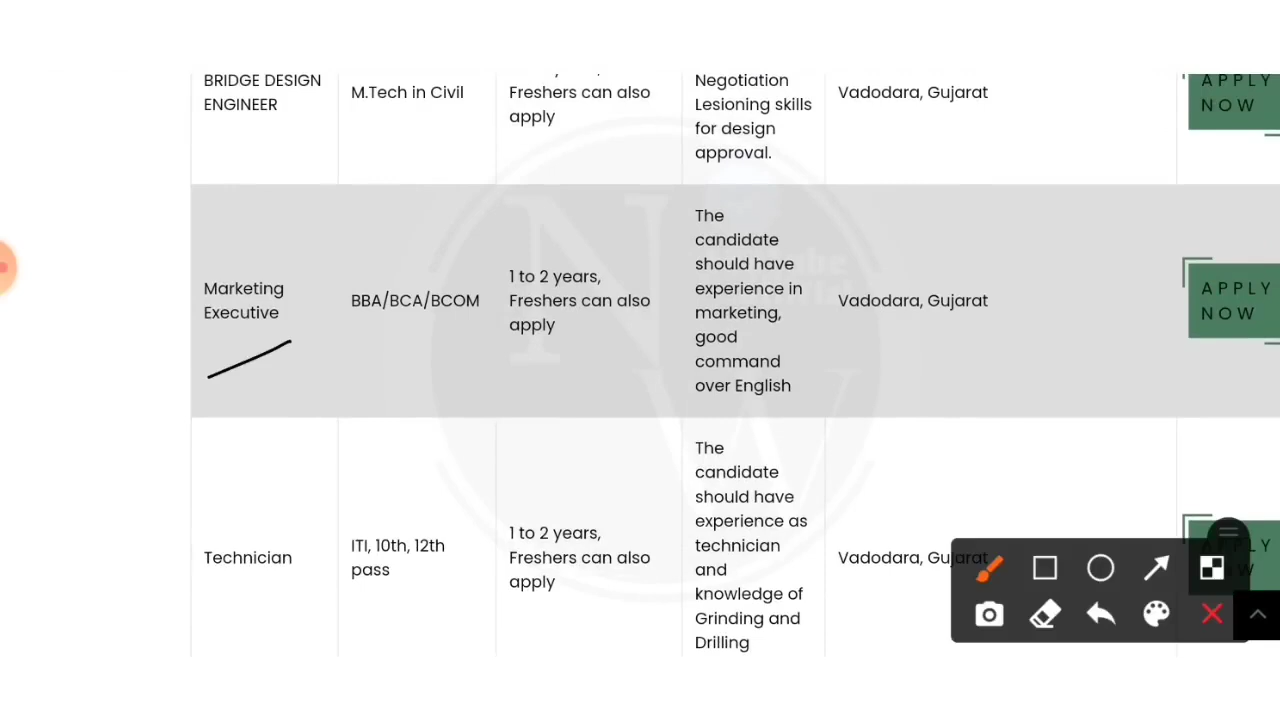 BRIDGE DESIGN
ENGINEER
M.Tech in Civil
Freshers can also
apply
Negotiation
Lesioning skills
for design
approval.
Vadodara, Gujarat
APPLY
NOW
Marketing
Executive
BBA/BCA/BCOM
1 to 2 years,
Freshers can also
apply
The
candidate
should have
experience in
marketing,
good
command
over English
Vadodara, Gujarat
APPLY
NOW
Technician
ITI, 10th, 12th
pass
1 to 2 years,
Freshers can also
apply
The
candidate
should have
experience as
technician
and
knowledge of
Grinding and
Drilling
Vadodara, Gujarat
NW